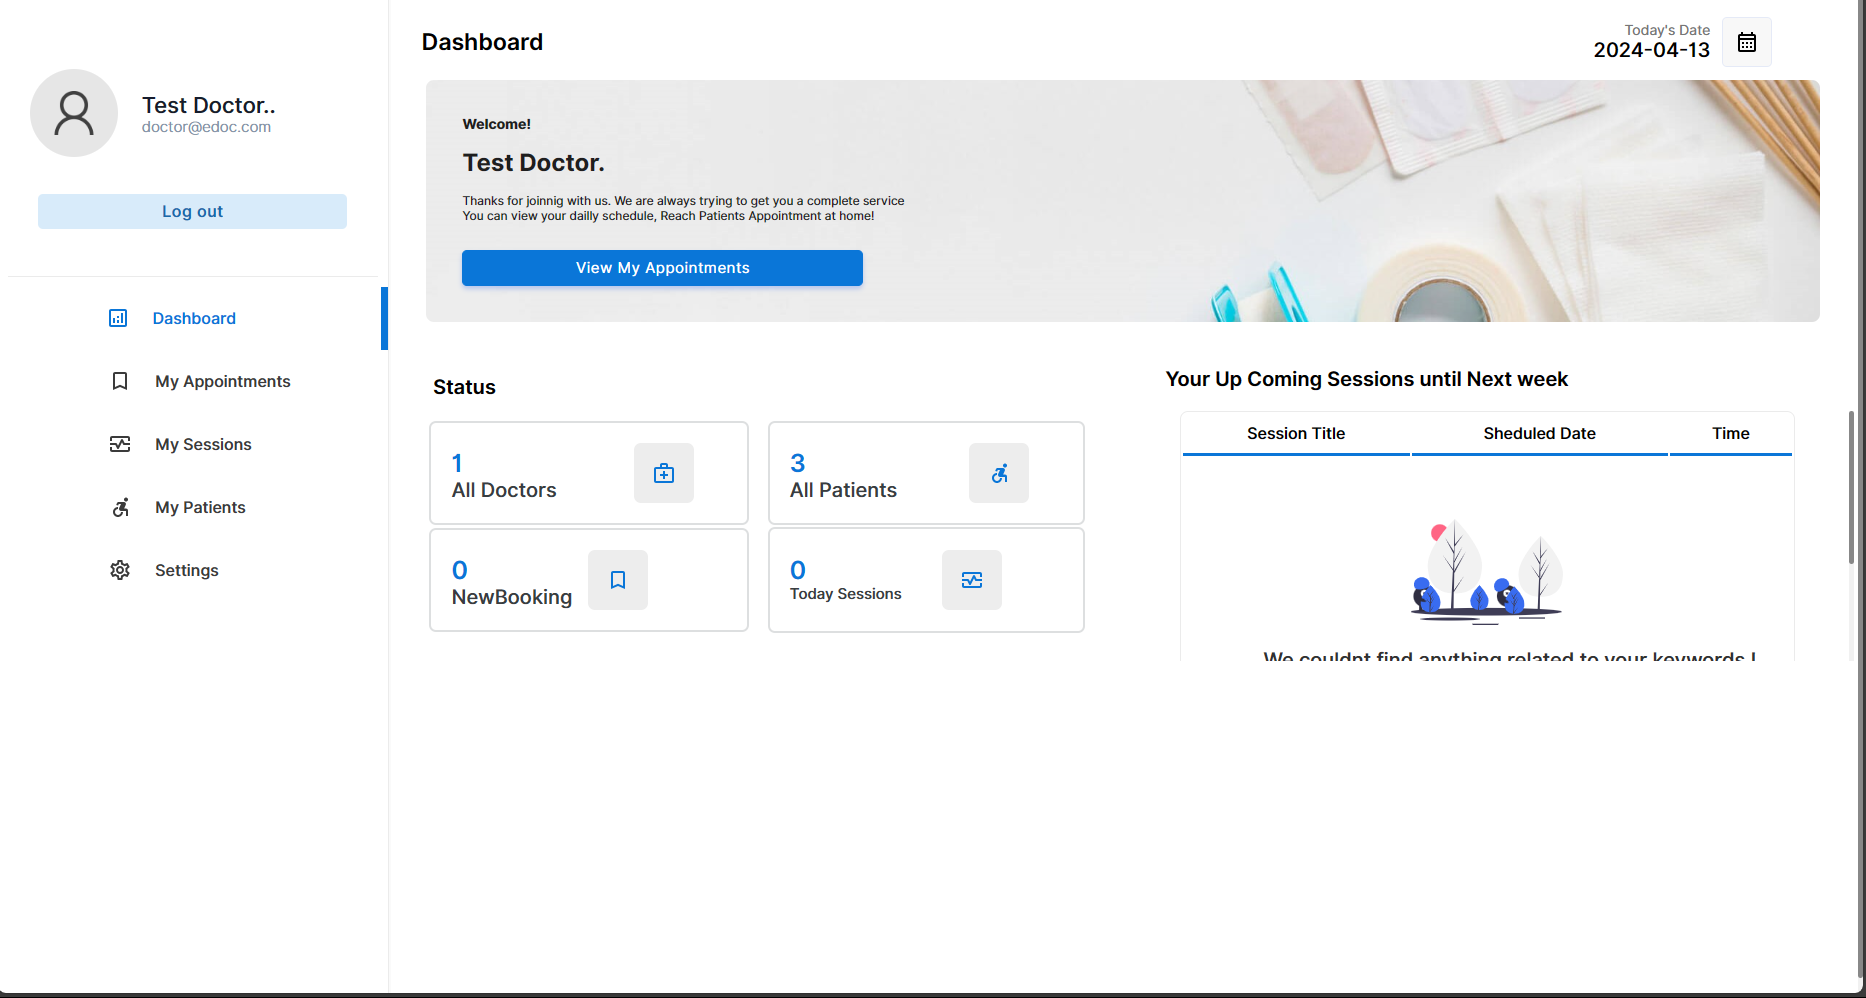 Test Doctor..
doctor@edoc.com
Log out
Dashboard
My Appointments
My Sessions
My Patients
Settings
Dashboard
Today's Date
2024-04-13
Welcome!
Test Doctor.
Thanks for joinnig with us. We are always trying to get you a complete service
You can view your dailly schedule, Reach Patients Appointment at home!
View My Appointments
Status
1
All Doctors
3
All Patients
0
NewBooking
0
Today Sessions
Your Up Coming Sessions until Next week
Session Title Sheduled Date Time
We couldnt find anything related to your keywords !